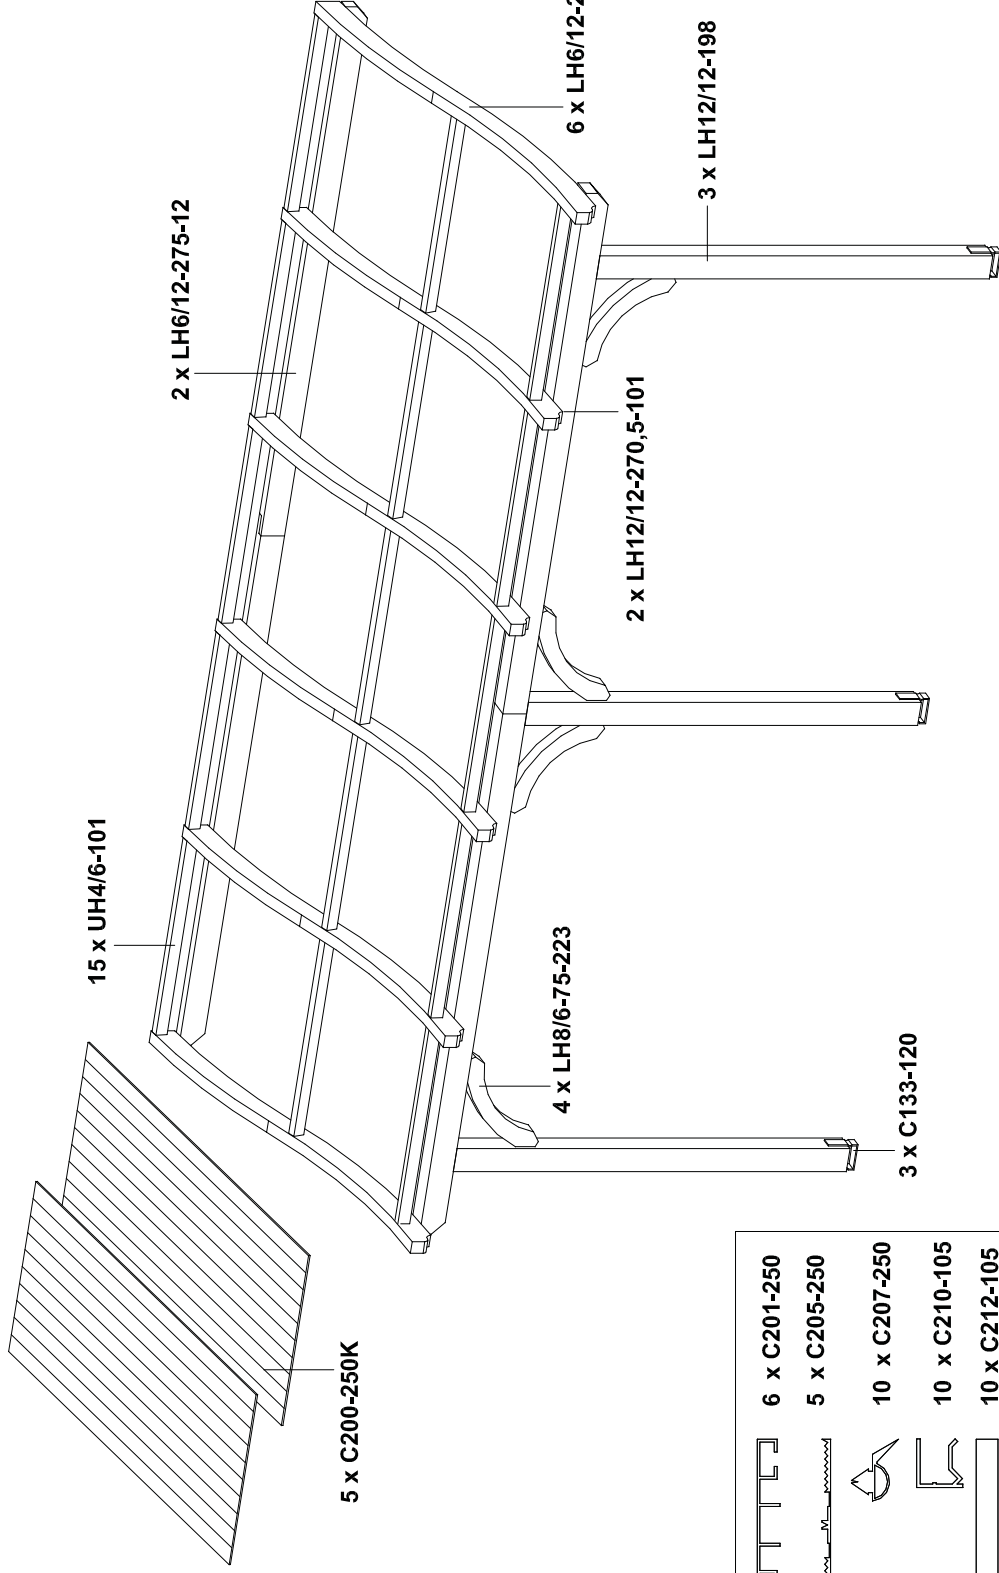 6 x LH6/12-2
3 x LH12/12-198
2 x LH6/12-275-12
2 x LH12/12-270,5-101
15 x UH4/6-101
4 x LH8/6-75-223
3 x C133-120
5 x C200-250K
6 x C201-250
5 x C205-250
10 x C207-250
10 x C210-105
10 x C212-105